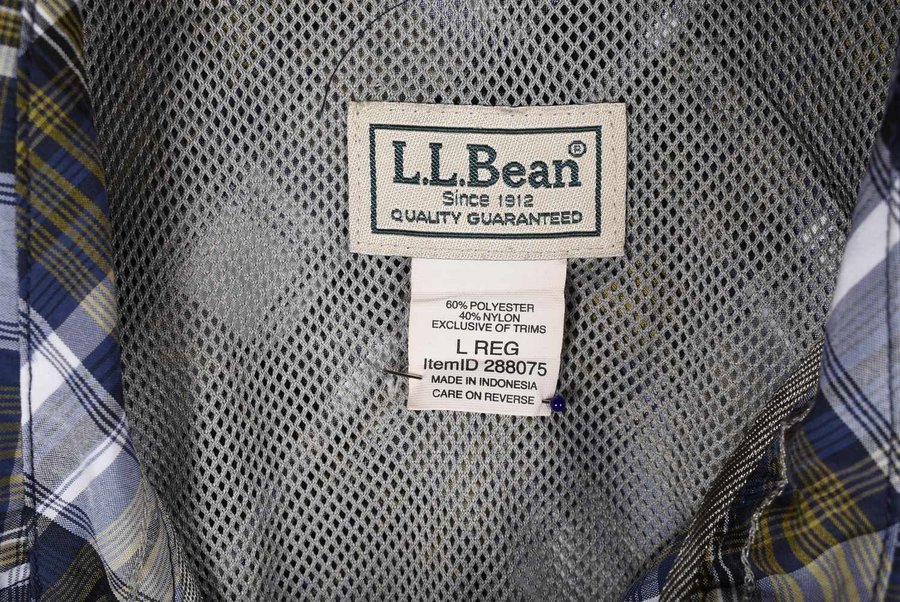 L.L.Bean®
Since 1912
QUALITY GUARANTEED
60% POLYESTER
40% NYLON
EXCLUSIVE OF TRIMS
L REG
ItemID 288075
MADE IN INDONESIA
CARE ON REVERSE